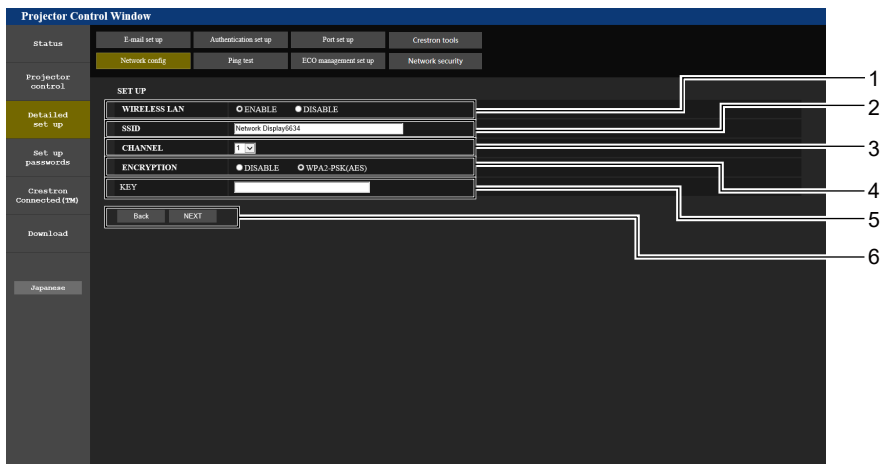 Projector Control Window
Status
E-mail set up
Authentication set up
Port set up
Crestron tools
Network config
Ping test
ECO management set up
Network security
Projector
control
Detailed
set up
Set up
passwords
Crestron
Connected(TM)
Download
Japanese
SET UP
WIRELESS LAN ENABLE DISABLE
SSID Network Display6634
CHANNEL 1
ENCRYPTION DISABLE WPA2-PSK(AES)
KEY
Back NEXT
1
2
3
4
5
6